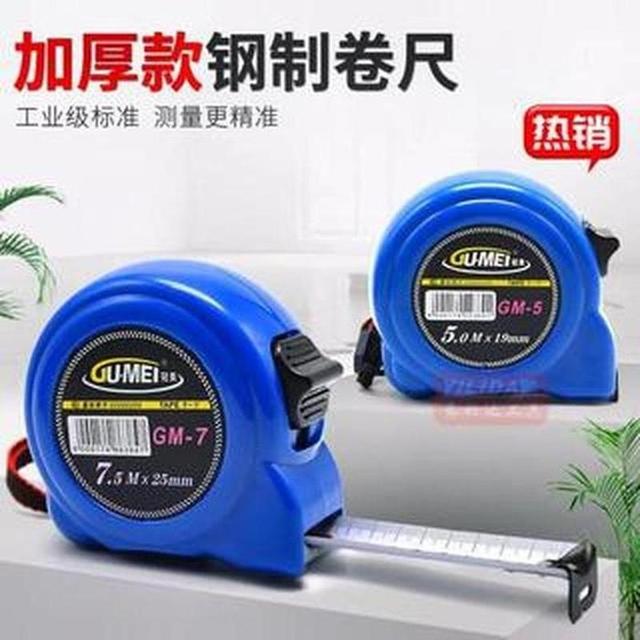 加厚款钢制卷尺
工业级标准 测量更精准
热销
GU-MEI
GM-5
5.0M×19mm
GU-MEI
TAPE
GM-7
7.5M×25mm